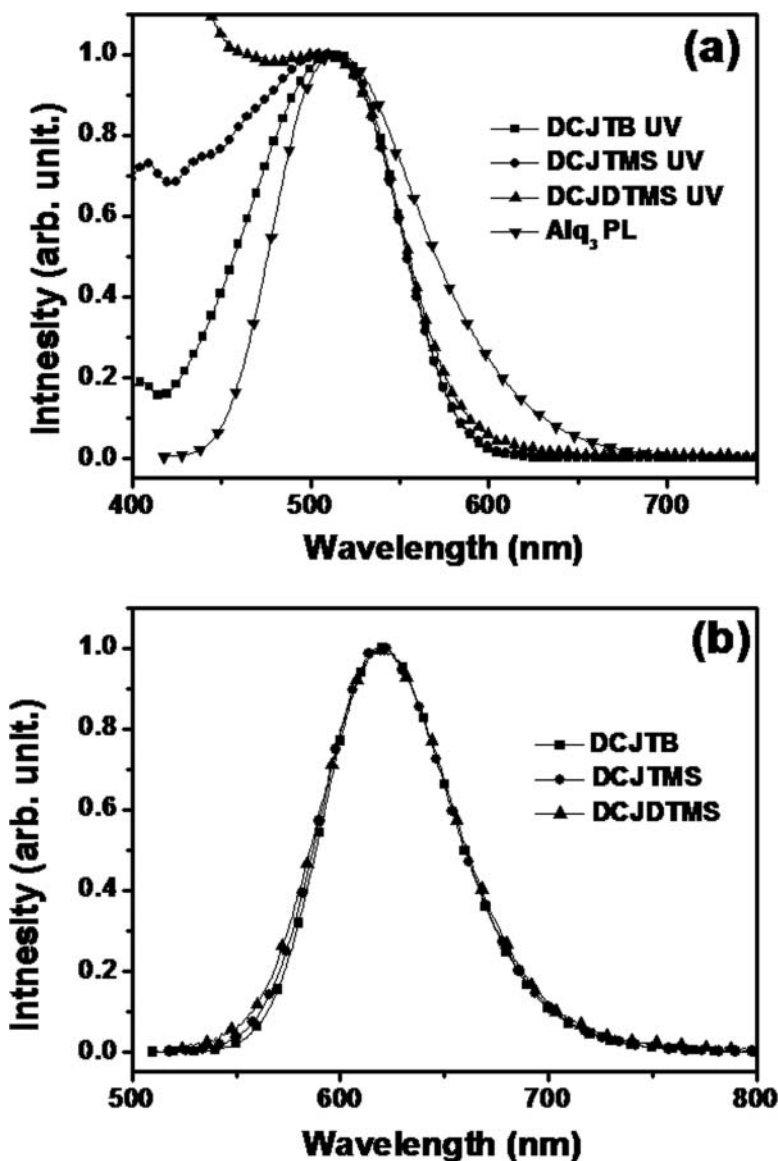 (a)
1.0
0.8
0.6
0.4
0.2
0.0
Intnesity (arb. unit.)
DCJTB UV
DCJTMS UV
DCJDTMS UV
Alq3 PL
400 500 600 700
Wavelength (nm)
(b)
1.0
0.8
0.6
0.4
0.2
0.0
Intnesity (arb. unit.)
DCJTB
DCJTMS
DCJDTMS
500 600 700 800
Wavelength (nm)